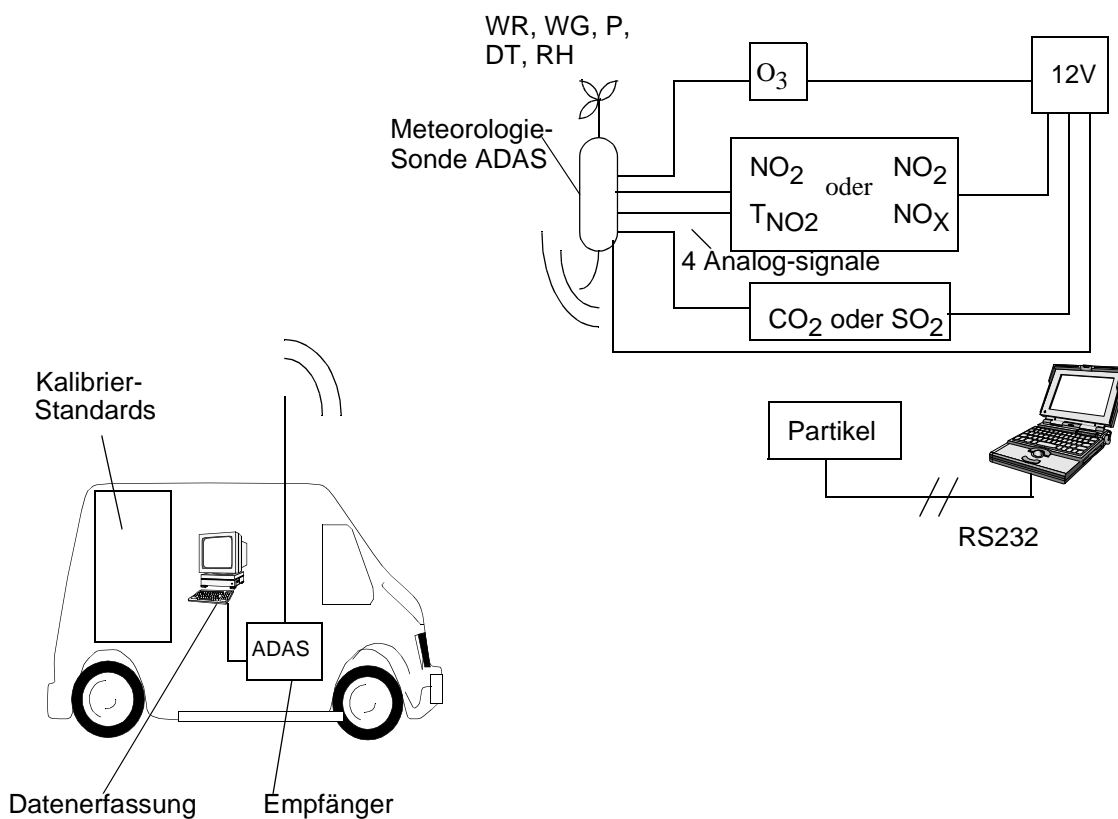 WR, WG, P,
DT, RH
O3
12V
Meteorologie-
Sonde ADAS
NO2 oder NO2
TNO2 NOX
4 Analog-signale
CO2 oder SO2
Kalibrier-
Standards
Partikel
RS232
ADAS
Datenerfassung
Empfänger